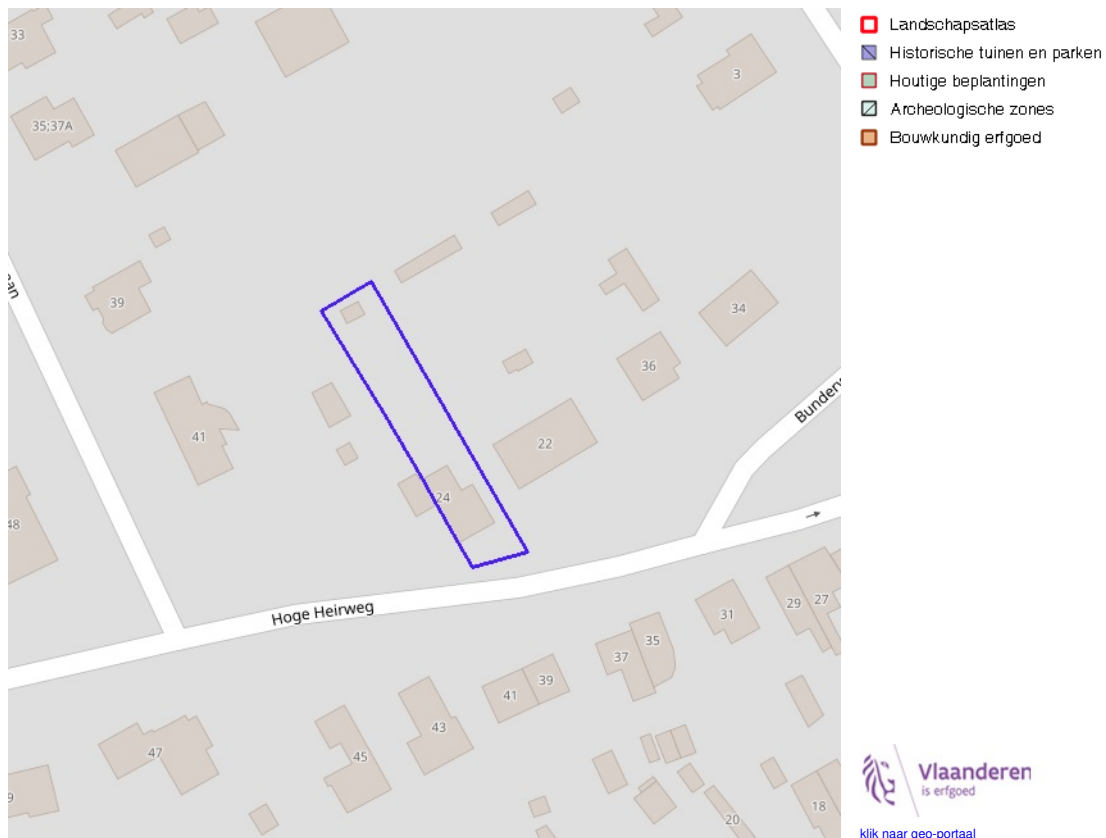 33
35;37A
3
39
41
48
24
22
36
34
Hoge Heirweg
47
45
43
41
39
37
35
31
29
27
20
18
Landschapsatlas
Historische tuinen en parken
Houtige beplantingen
Archeologische zones
Bouwkundig erfgoed
Vlaanderen
is erfgoed
klik naar geo-portaal